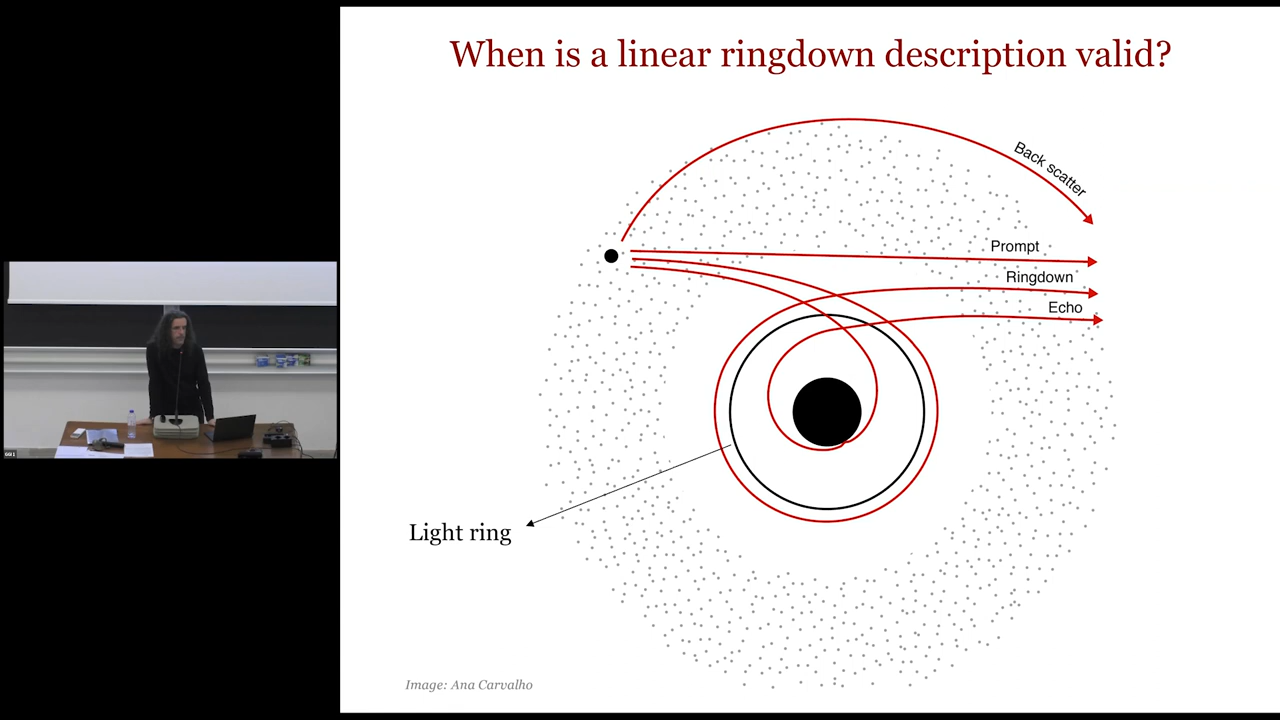 When is a linear ringdown description valid?
Back scatter
Prompt
Ringdown
Echo
Light ring
Image: Ana Carvalho